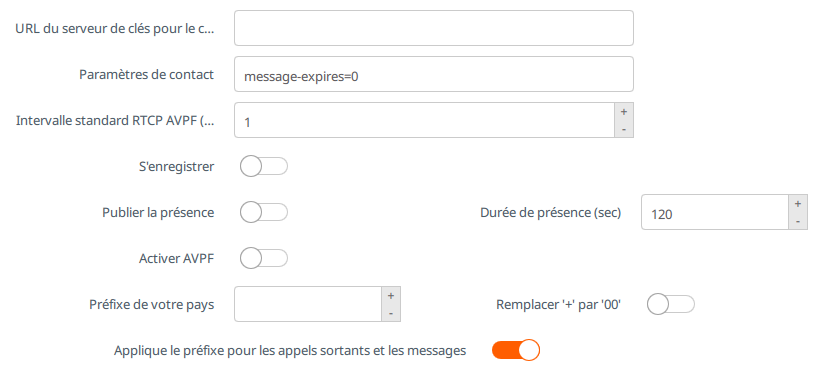 URL du serveur de clés pour le c...
Paramètres de contact message-expires=0
Intervalle standard RTCP AVPF (... 1 + -
S'enregistrer
Publier la présence Durée de présence (sec) 120 + -
Activer AVPF
Préfixe de votre pays + - Remplacer '+' par '00'
Applique le préfixe pour les appels sortants et les messages